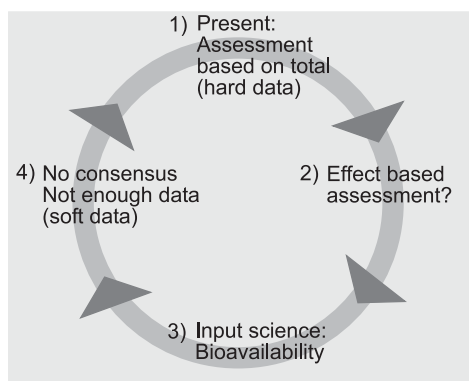 1) Present:
Assessment
based on total
(hard data)
2) Effect based
assessment?
3) Input science:
Bioavailability
4) No consensus
Not enough data
(soft data)